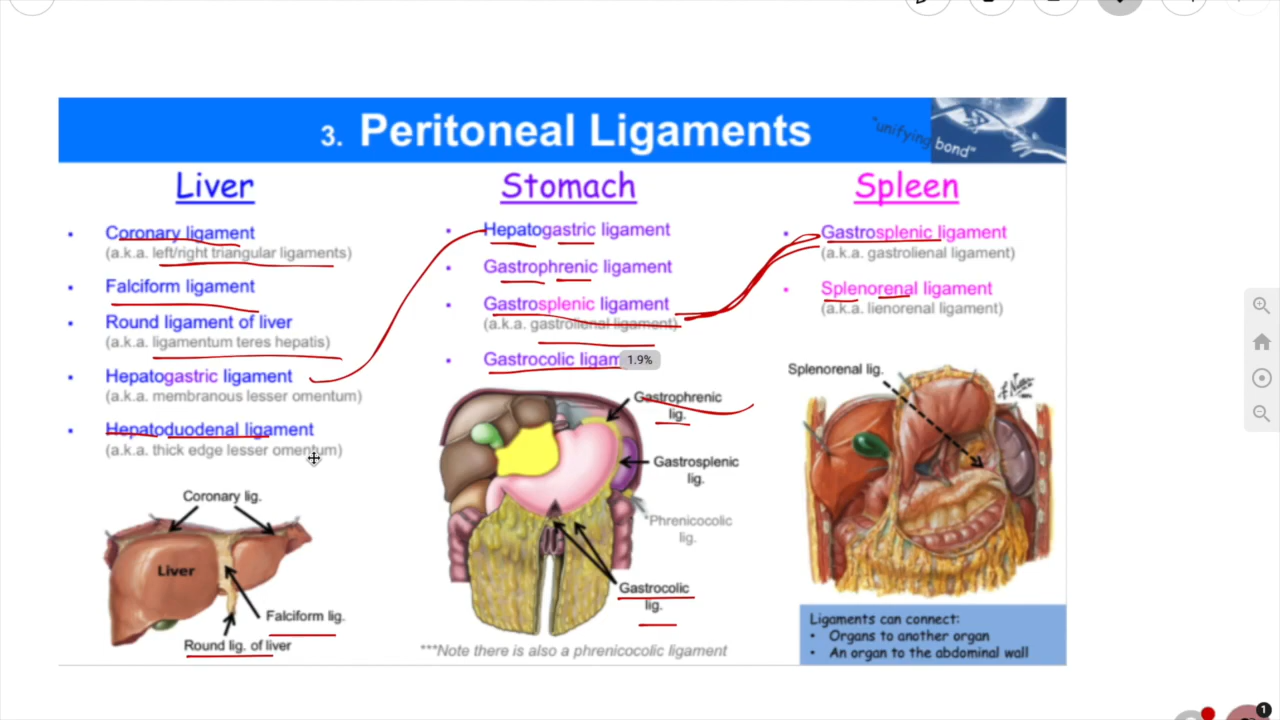 3. Peritoneal Ligaments
"unifying bond"
Liver
Coronary ligament
(a.k.a. left/right triangular ligaments)
Falciform ligament
Round ligament of liver
(a.k.a. ligamentum teres hepatis)
Hepatogastric ligament
(a.k.a. membranous lesser omentum)
Hepatoduodenal ligament
(a.k.a. thick edge lesser omentum)
Coronary lig.
Liver
Falciform lig.
Round lig. of liver
Stomach
Hepatogastric ligament
Gastrophrenic ligament
Gastrosplenic ligament
(a.k.a. gastrolienal ligament)
Gastrocolic ligam
1.9%
Gastrophrenic
lig.
Gastrosplenic
lig.
*Phrenicocolic
lig.
Gastrocolic
lig.
***Note there is also a phrenicocolic ligament
Spleen
Gastrosplenic ligament
(a.k.a. gastrolienal ligament)
Splenorenal ligament
(a.k.a. lienorenal ligament)
Splenorenal lig.
Ligaments can connect:
• Organs to another organ
• An organ to the abdominal wall
1